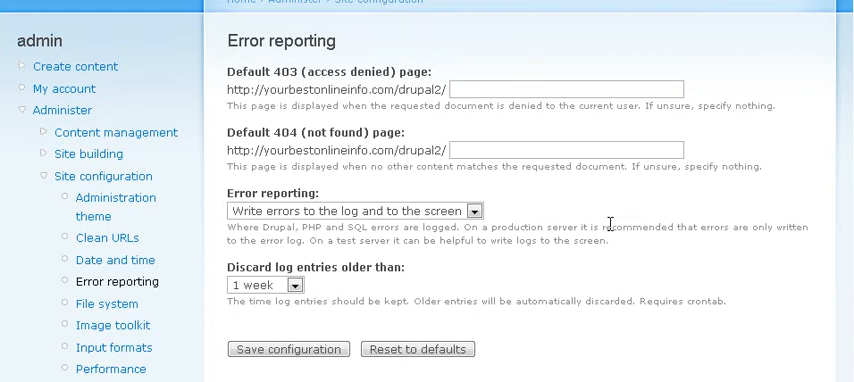 Home › Administer › Site configuration
admin
Create content
My account
Administer
Content management
Site building
Site configuration
Administration
theme
Clean URLs
Date and time
Error reporting
File system
Image toolkit
Input formats
Performance
Error reporting
Default 403 (access denied) page:
http://yourbestonlineinfo.com/drupal2/
This page is displayed when the requested document is denied to the current user. If unsure, specify nothing.
Default 404 (not found) page:
http://yourbestonlineinfo.com/drupal2/
This page is displayed when no other content matches the requested document. If unsure, specify nothing.
Error reporting:
Write errors to the log and to the screen
Where Drupal, PHP and SQL errors are logged. On a production server it is recommended that errors are only written
to the error log. On a test server it can be helpful to write logs to the screen.
Discard log entries older than:
1 week
The time log entries should be kept. Older entries will be automatically discarded. Requires crontab.
Save configuration
Reset to defaults